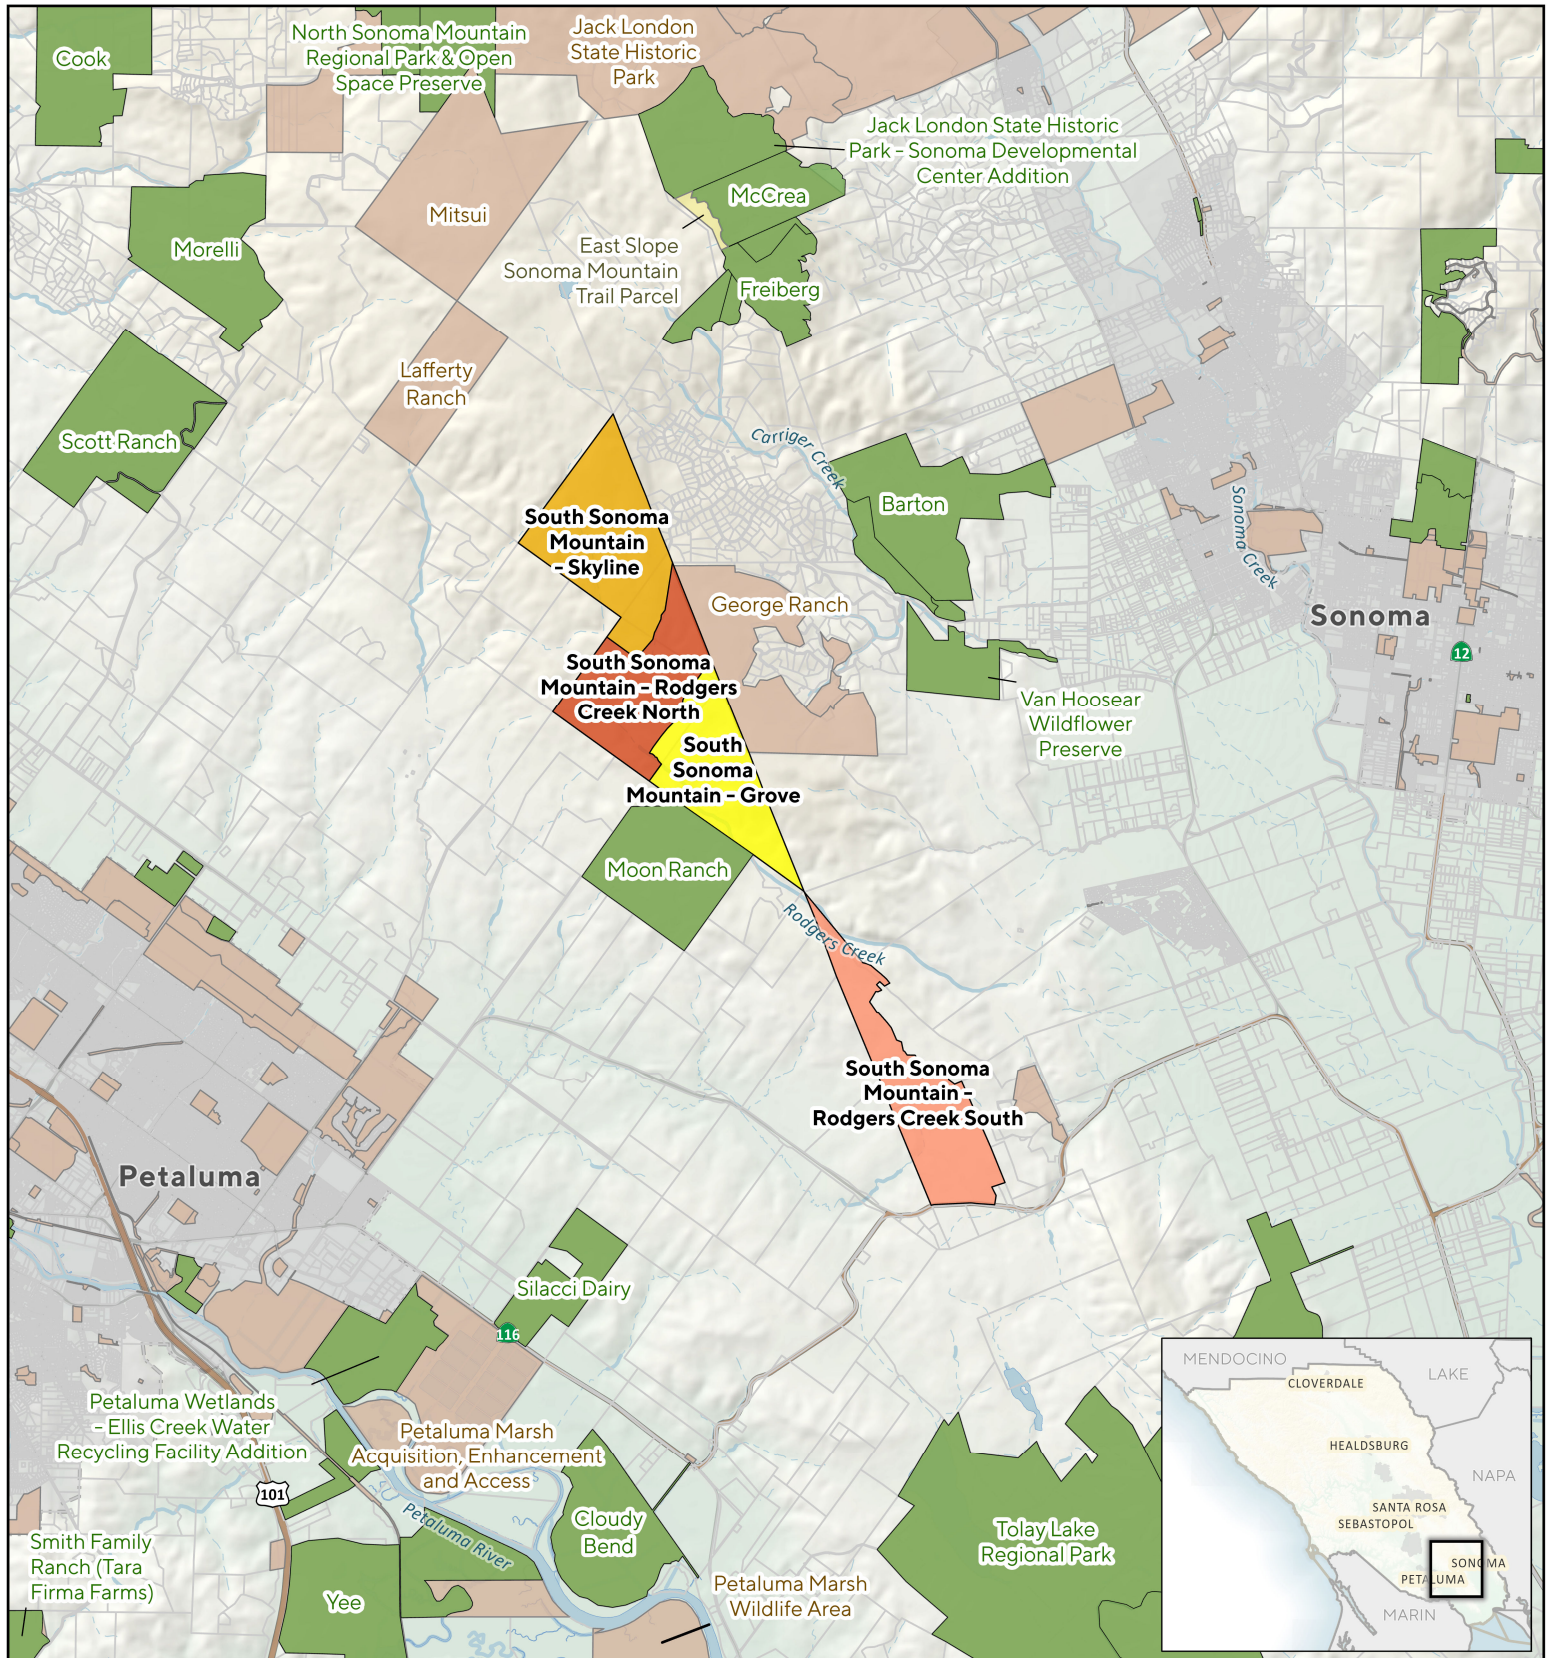 Cook
North Sonoma Mountain
Regional Park & Open
Space Preserve
Jack London
State Historic
Park
Jack London State Historic
Park - Sonoma Developmental
Center Addition
McCrea
Mitsui
Morelli
East Slope
Sonoma Mountain
Trail Parcel
Freiberg
Lafferty
Ranch
Scott Ranch
Carriger Creek
Barton
Sonoma Creek
South Sonoma
Mountain
- Skyline
George Ranch
Sonoma
12
South Sonoma
Mountain - Rodgers
Creek North
Van Hoosear
Wildflower
Preserve
South
Sonoma
Mountain - Grove
Moon Ranch
Rodgers Creek
South Sonoma
Mountain -
Rodgers Creek South
Petaluma
Silacci Dairy
116
Petaluma Wetlands
- Ellis Creek Water
Recycling Facility Addition
Petaluma Marsh
Acquisition, Enhancement
and Access
101
Petaluma River
Cloudy
Bend
Tolay Lake
Regional Park
Smith Family
Ranch (Tara
Firma Farms)
Yee
Petaluma Marsh
Wildlife Area
MENDOCINO
LAKE
CLOVERDALE
HEALDSBURG
NAPA
SANTA ROSA
SEBASTOPOL
SONOMA
PETALUMA
MARIN